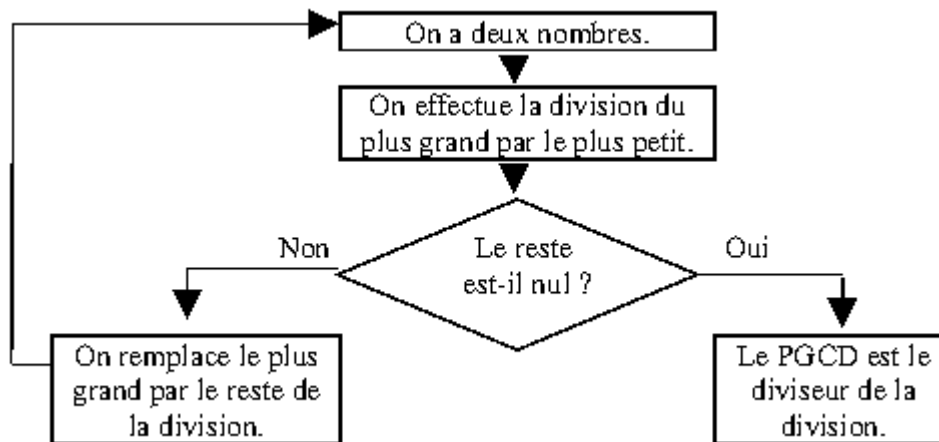 On a deux nombres.
On effectue la division du
plus grand par le plus petit.
Le reste
est-il nul ?
Non
Oui
On remplace le plus
grand par le reste de
la division.
Le PGCD est le
diviseur de la
division.